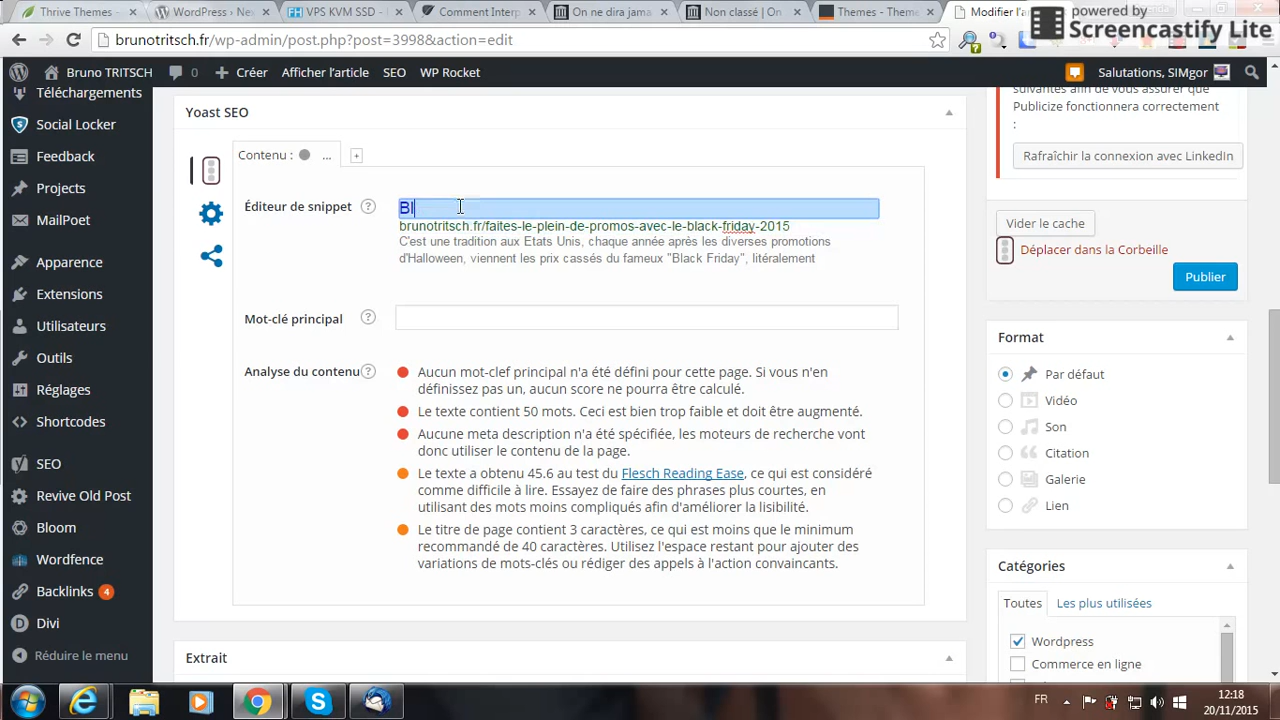 Thrive Themes -
WordPress › Nev
VPS KVM SSD :
Comment Interp
On ne dira jama
Non classé | On
Themes - Theme
Modifier l'a
powered by
Screencastify Lite
brunotritsch.fr/wp-admin/post.php?post=3988&action=edit
Bruno TRITSCH
0
Créer
Afficher l'article
SEO
WP Rocket
Salutations, SIMgor
Téléchargements
Social Locker
Feedback
Projects
MailPoet
Apparence
Extensions
Utilisateurs
Outils
Réglages
Shortcodes
SEO
Revive Old Post
Bloom
Wordfence
Backlinks 4
Divi
Réduire le menu
Yoast SEO
Contenu : ... +
Éditeur de snippet ?
Bl
brunotritsch.fr/faites-le-plein-de-promos-avec-le-black-friday-2015
C'est une tradition aux Etats Unis, chaque année après les diverses promotions
d'Halloween, viennent les prix cassés du fameux "Black Friday", litéralement
Mot-clé principal ?
Analyse du contenu ?
Aucun mot-clef principal n'a été défini pour cette page. Si vous n'en
définissez pas un, aucun score ne pourra être calculé.
Le texte contient 50 mots. Ceci est bien trop faible et doit être augmenté.
Aucune meta description n'a été spécifiée, les moteurs de recherche vont
donc utiliser le contenu de la page.
Le texte a obtenu 45.6 au test du Flesch Reading Ease, ce qui est considéré
comme difficile à lire. Essayez de faire des phrases plus courtes, en
utilisant des mots moins compliqués afin d'améliorer la lisibilité.
Le titre de page contient 3 caractères, ce qui est moins que le minimum
recommandé de 40 caractères. Utilisez l'espace restant pour ajouter des
variations de mots-clés ou rédiger des appels à l'action convaincants.
Extrait
suivantes afin de vous assurer que
Publicize fonctionnera correctement
:
Rafraîchir la connexion avec LinkedIn
Vider le cache
Déplacer dans la Corbeille
Publier
Format
Par défaut
Vidéo
Son
Citation
Galerie
Lien
Catégories
Toutes
Les plus utilisées
Wordpress
Commerce en ligne
FR
12:18
20/11/2015